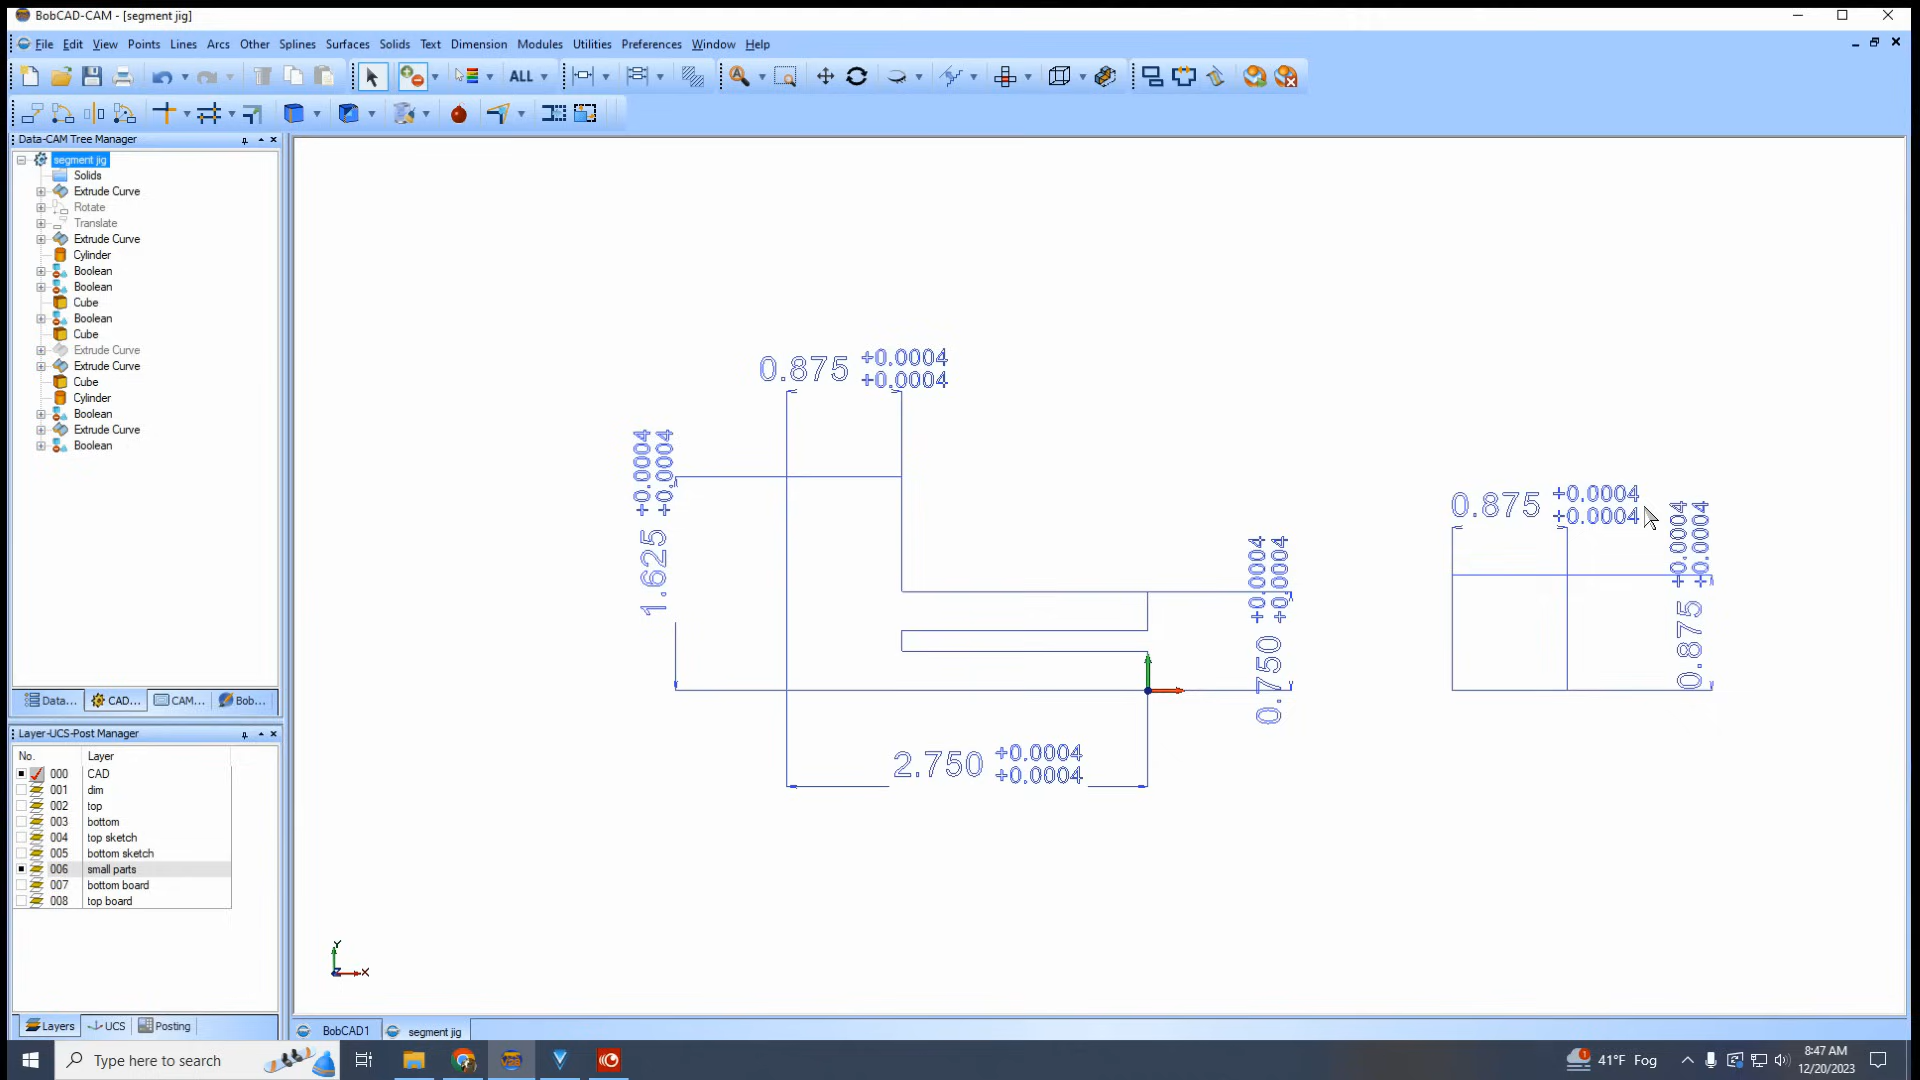 BobCAD-CAM - [segment jig]
File Edit View Points Lines Arcs Other Splines Surfaces Solids Text Dimension Modules Utilities Preferences Window Help
ALL
Data-CAM Tree Manager
segment jig
Solids
Extrude Curve
Rotate
Translate
Extrude Curve
Cylinder
Boolean
Boolean
Cube
Boolean
Cube
Extrude Curve
Extrude Curve
Cube
Cylinder
Boolean
Extrude Curve
Boolean
Data... CAD... CAM... Bob...
Layer-UCS-Post Manager
No. Layer
000 CAD
001 dim
002 top
003 bottom
004 top sketch
005 bottom sketch
006 small parts
007 bottom board
008 top board
Layers UCS Posting
0.875 +0.0004
+0.0004
1.625 +0.0004
+0.0004
0.750 +0.0004
+0.0004
2.750 +0.0004
+0.0004
0.875 +0.0004
+0.0004
0.875 +0.0004
+0.0004
Y
Z
X
BobCAD1 segment jig
Type here to search
41°F Fog
8:47 AM
12/20/2023